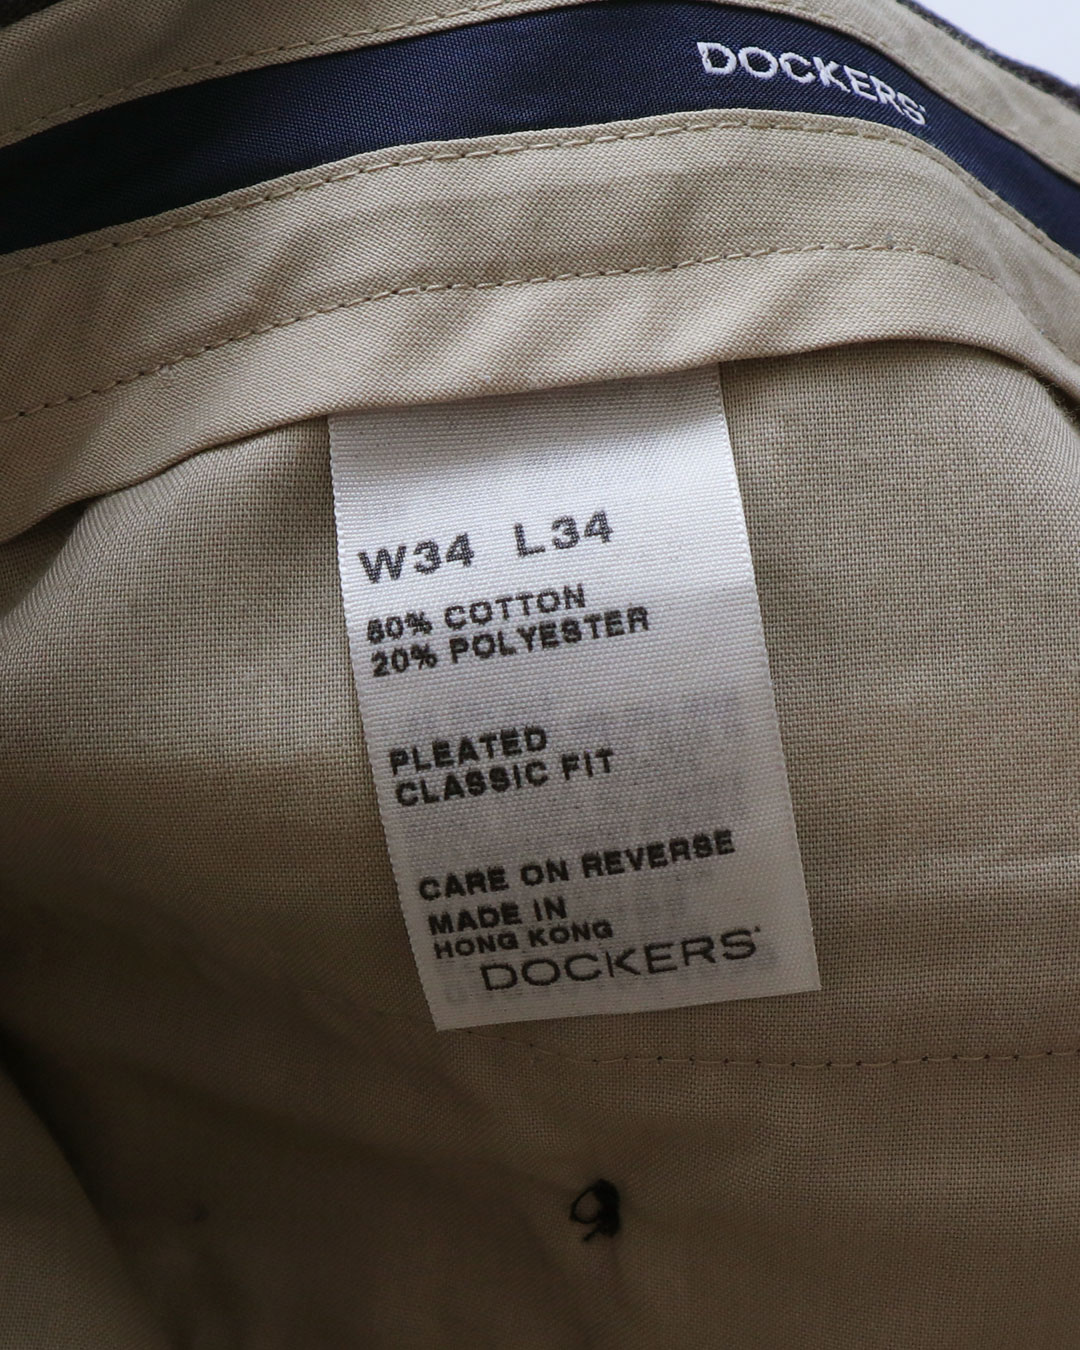 DOCKERS
W34 L34
80% COTTON
20% POLYESTER
PLEATED
CLASSIC FIT
CARE ON REVERSE
MADE IN
HONG KONG
DOCKERS